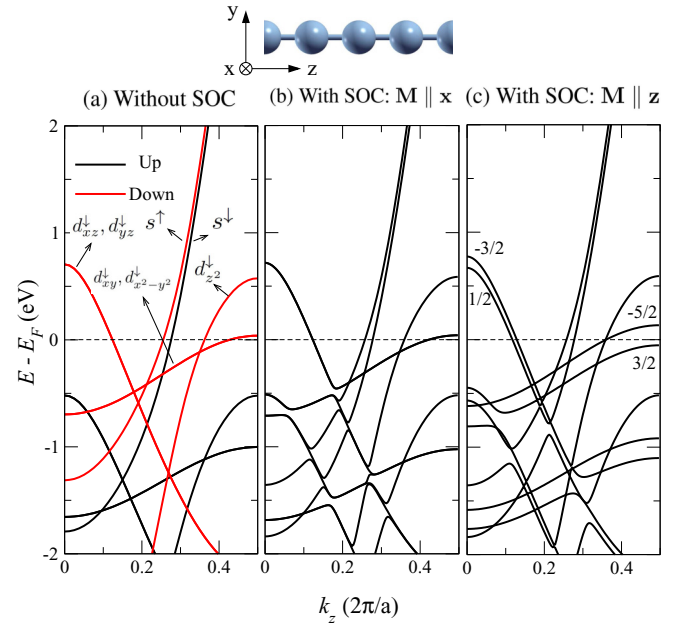 y
x z
(a) Without SOC (b) With SOC: M ∥ x (c) With SOC: M ∥ z
2
1
0
-1
-2
E - E_F (eV)
Up
Down
d↓xz, d↓yz s↑ s↓
d↓xy, d↓x²−y² d↓z²
-3/2
1/2
-5/2
3/2
0 0.2 0.4 0 0.2 0.4 0 0.2 0.4
k_z (2π/a)